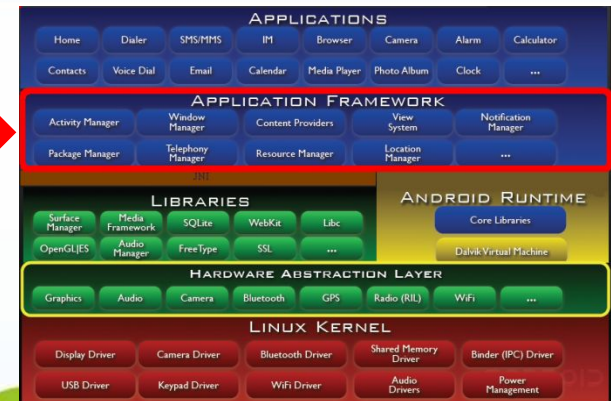 APPLICATIONS
Home Dialer SMS/MMS IM Browser Camera Alarm Calculator
Contacts Voice Dial Email Calendar Media Player Photo Album Clock ...
APPLICATION FRAMEWORK
Activity Manager Window Manager Content Providers View System Notification Manager
Package Manager Telephony Manager Resource Manager Location Manager ...
JNI
LIBRARIES
Surface Manager Media Framework SQLite WebKit Libc
OpenGL|ES Audio Manager FreeType SSL ...
ANDROID RUNTIME
Core Libraries
Dalvik Virtual Machine
HARDWARE ABSTRACTION LAYER
Graphics Audio Camera Bluetooth GPS Radio (RIL) WiFi ...
LINUX KERNEL
Display Driver Camera Driver Bluetooth Driver Shared Memory Driver Binder (IPC) Driver
USB Driver Keypad Driver WiFi Driver Audio Drivers Power Management